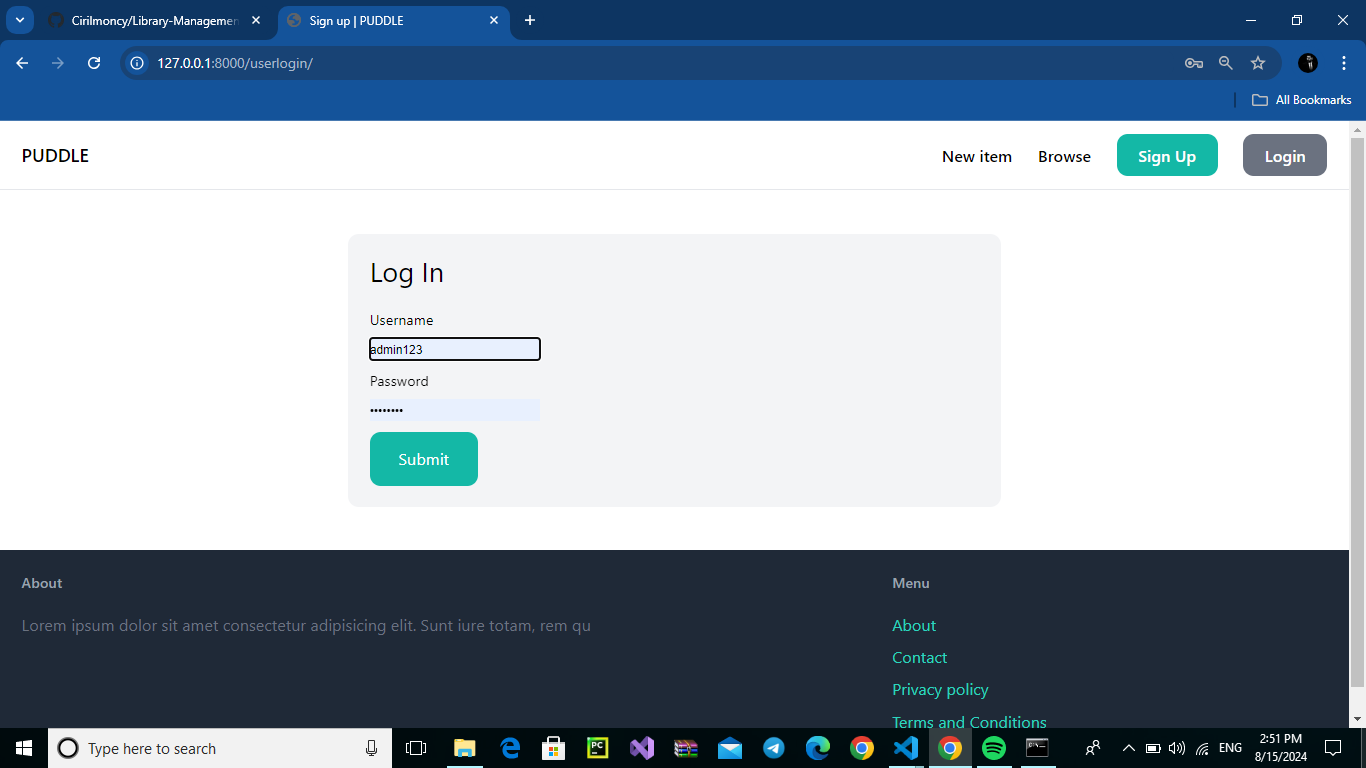 Cirilmoncy/Library-Managemen
Sign up | PUDDLE
127.0.0.1:8000/userlogin/
All Bookmarks
PUDDLE
New item
Browse
Sign Up
Login
Log In
Username
admin123
Password
••••••••
Submit
About
Menu
Lorem ipsum dolor sit amet consectetur adipisicing elit. Sunt iure totam, rem qu
About
Contact
Privacy policy
Terms and Conditions
Type here to search
PC
ENG
2:51 PM
8/15/2024